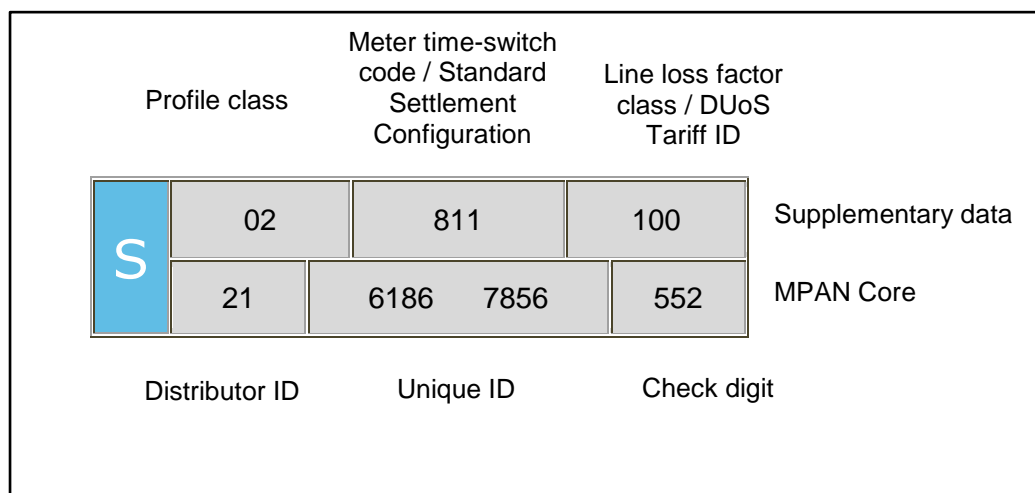 Profile class
Meter time-switch
code / Standard
Settlement
Configuration
Line loss factor
class / DUoS
Tariff ID
S
02
811
100
Supplementary data
21
6186 7856
552
MPAN Core
Distributor ID
Unique ID
Check digit